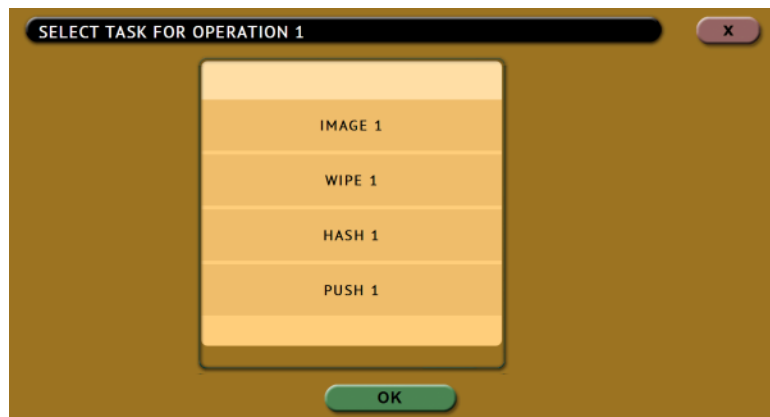 SELECT TASK FOR OPERATION 1
X
IMAGE 1
WIPE 1
HASH 1
PUSH 1
OK